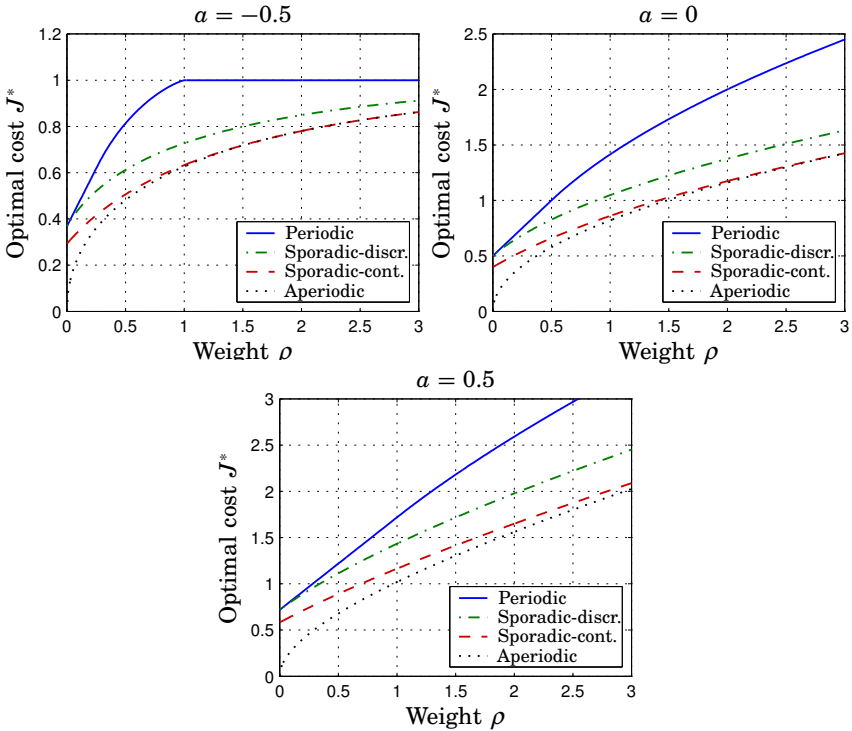 a = −0.5
Optimal cost J*
1.2
1
0.8
0.6
0.4
0.2
0
Periodic
Sporadic-discr.
Sporadic-cont.
Aperiodic
0 0.5 1 1.5 2 2.5 3
Weight ρ
a = 0
Optimal cost J*
2.5
2
1.5
1
0.5
0
Periodic
Sporadic-discr.
Sporadic-cont.
Aperiodic
0 0.5 1 1.5 2 2.5 3
Weight ρ
a = 0.5
Optimal cost J*
3
2.5
2
1.5
1
0.5
0
Periodic
Sporadic-discr.
Sporadic-cont.
Aperiodic
0 0.5 1 1.5 2 2.5 3
Weight ρ